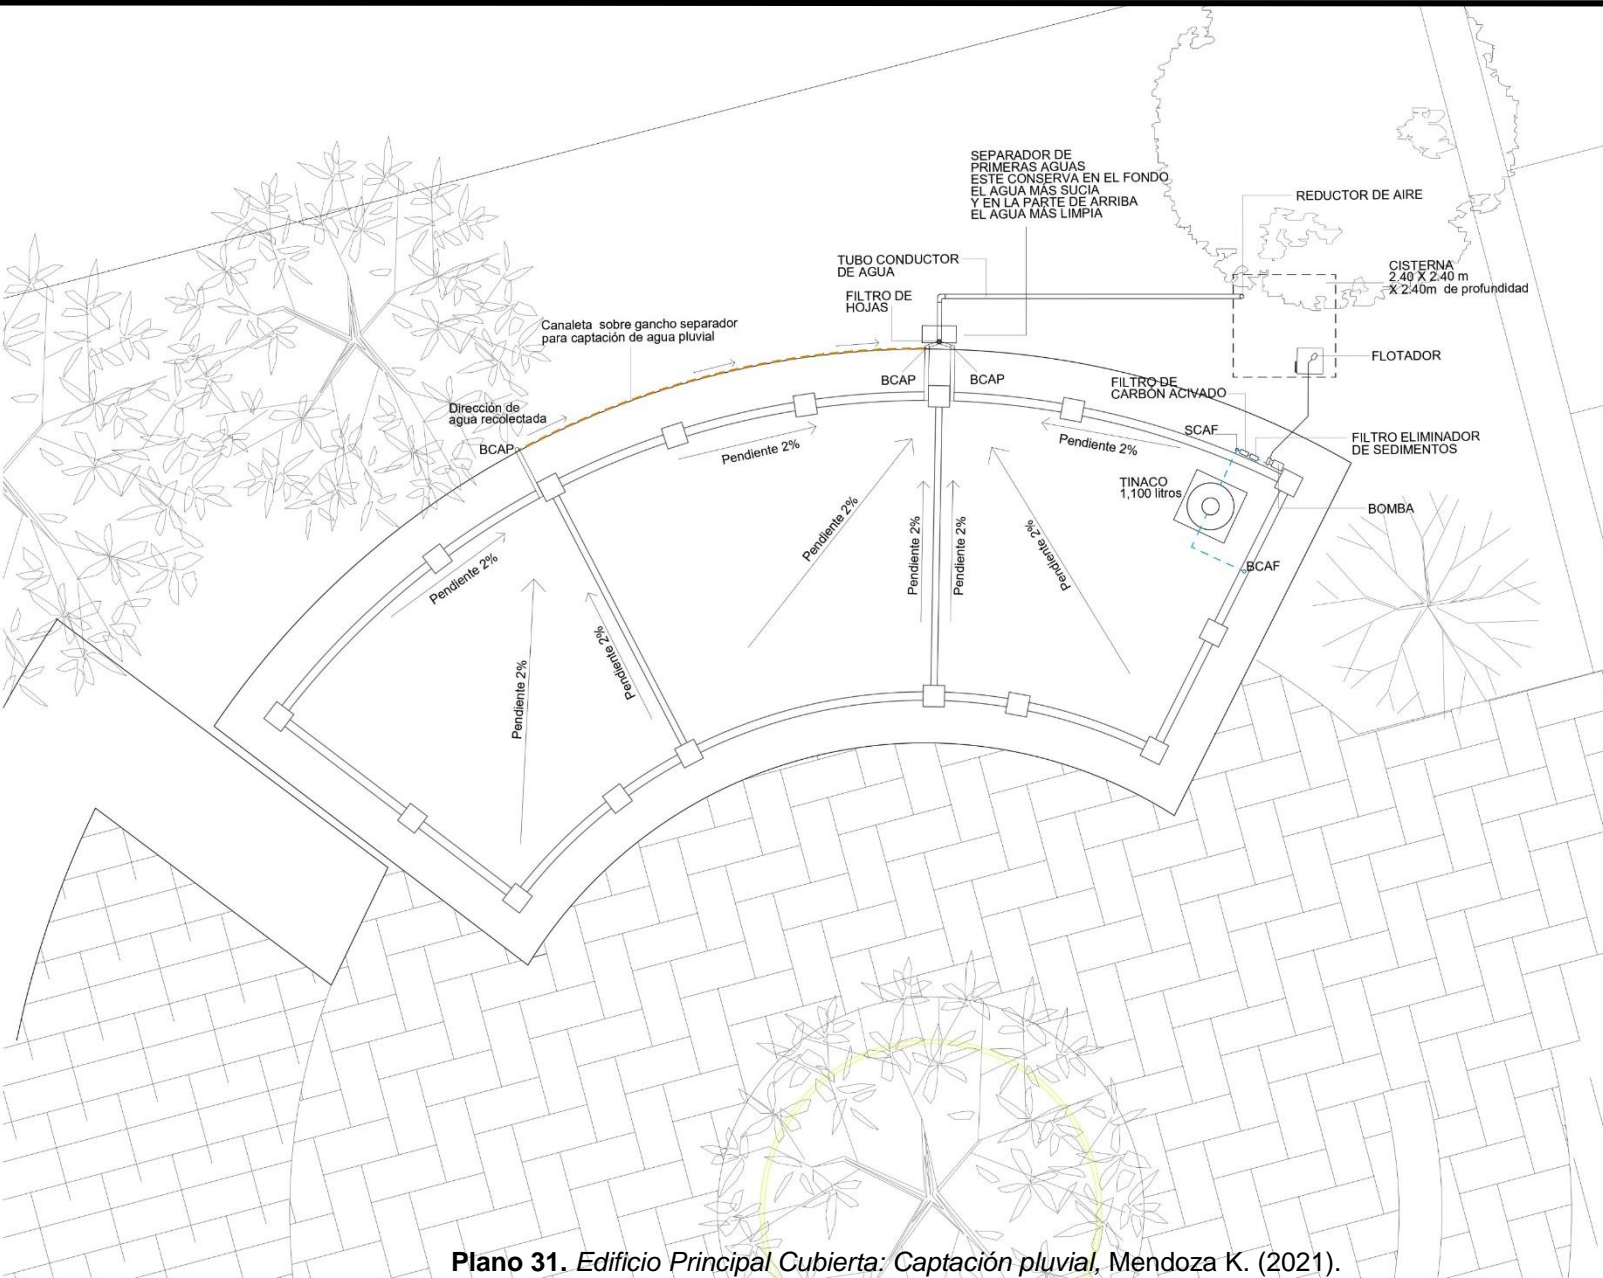 SEPARADOR DE
PRIMERAS AGUAS
ESTE CONSERVA EN EL FONDO
EL AGUA MÁS SUCIA
Y EN LA PARTE DE ARRIBA
EL AGUA MÁS LIMPIA
REDUCTOR DE AIRE
TUBO CONDUCTOR
DE AGUA
CISTERNA
2.40 X 2.40 m
X 2.40m de profundidad
FILTRO DE
HOJAS
Canaleta sobre gancho separador
para captación de agua pluvial
FLOTADOR
BCAP
BCAP
FILTRO DE
CARBÓN ACIVADO
Dirección de
agua recolectada
BCAP
SCAF
FILTRO ELIMINADOR
DE SEDIMENTOS
Pendiente 2%
Pendiente 2%
TINACO
1,100 litros
BOMBA
Pendiente 2%
Pendiente 2%
Pendiente 2%
Pendiente 2%
Pendiente 2%
BCAF
Pendiente 2%
Pendiente 2%
Plano 31. Edificio Principal Cubierta: Captación pluvial, Mendoza K. (2021).